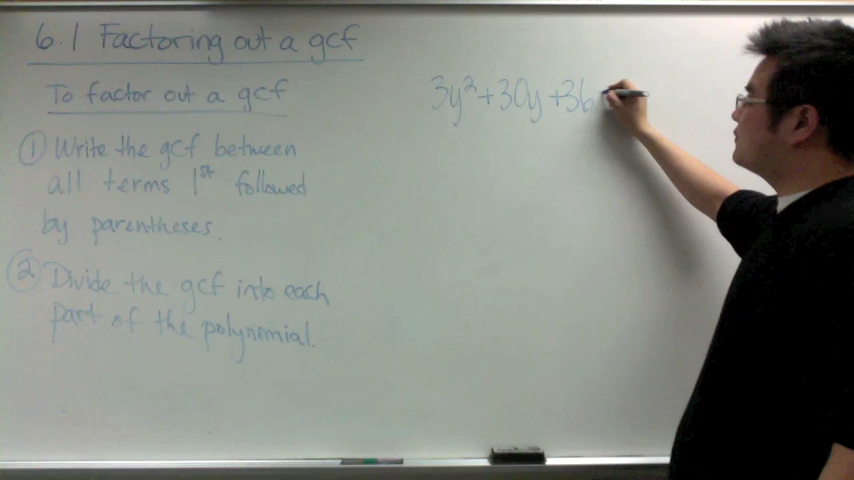 6.1 Factoring out a gcf
To factor out a gcf
① Write the gcf between
all terms 1st followed
by parentheses.
② Divide the gcf into each
part of the polynomial.
3y²+30y+36